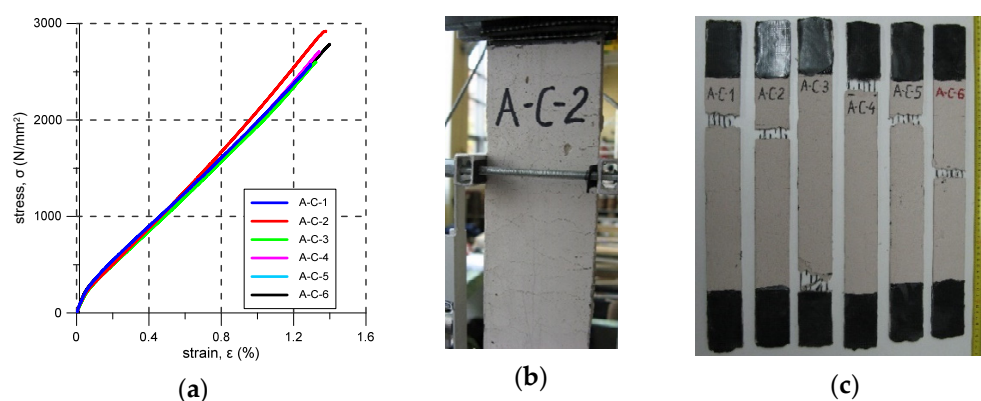 3000
2000
1000
0
stress, σ (N/mm²)
A-C-1
A-C-2
A-C-3
A-C-4
A-C-5
A-C-6
0 0.4 0.8 1.2 1.6
strain, ε (%)
(a)
A-C-2
(b)
A-C-1 A-C-2 A-C-3 A-C-4 A-C-5 A-C-6
(c)